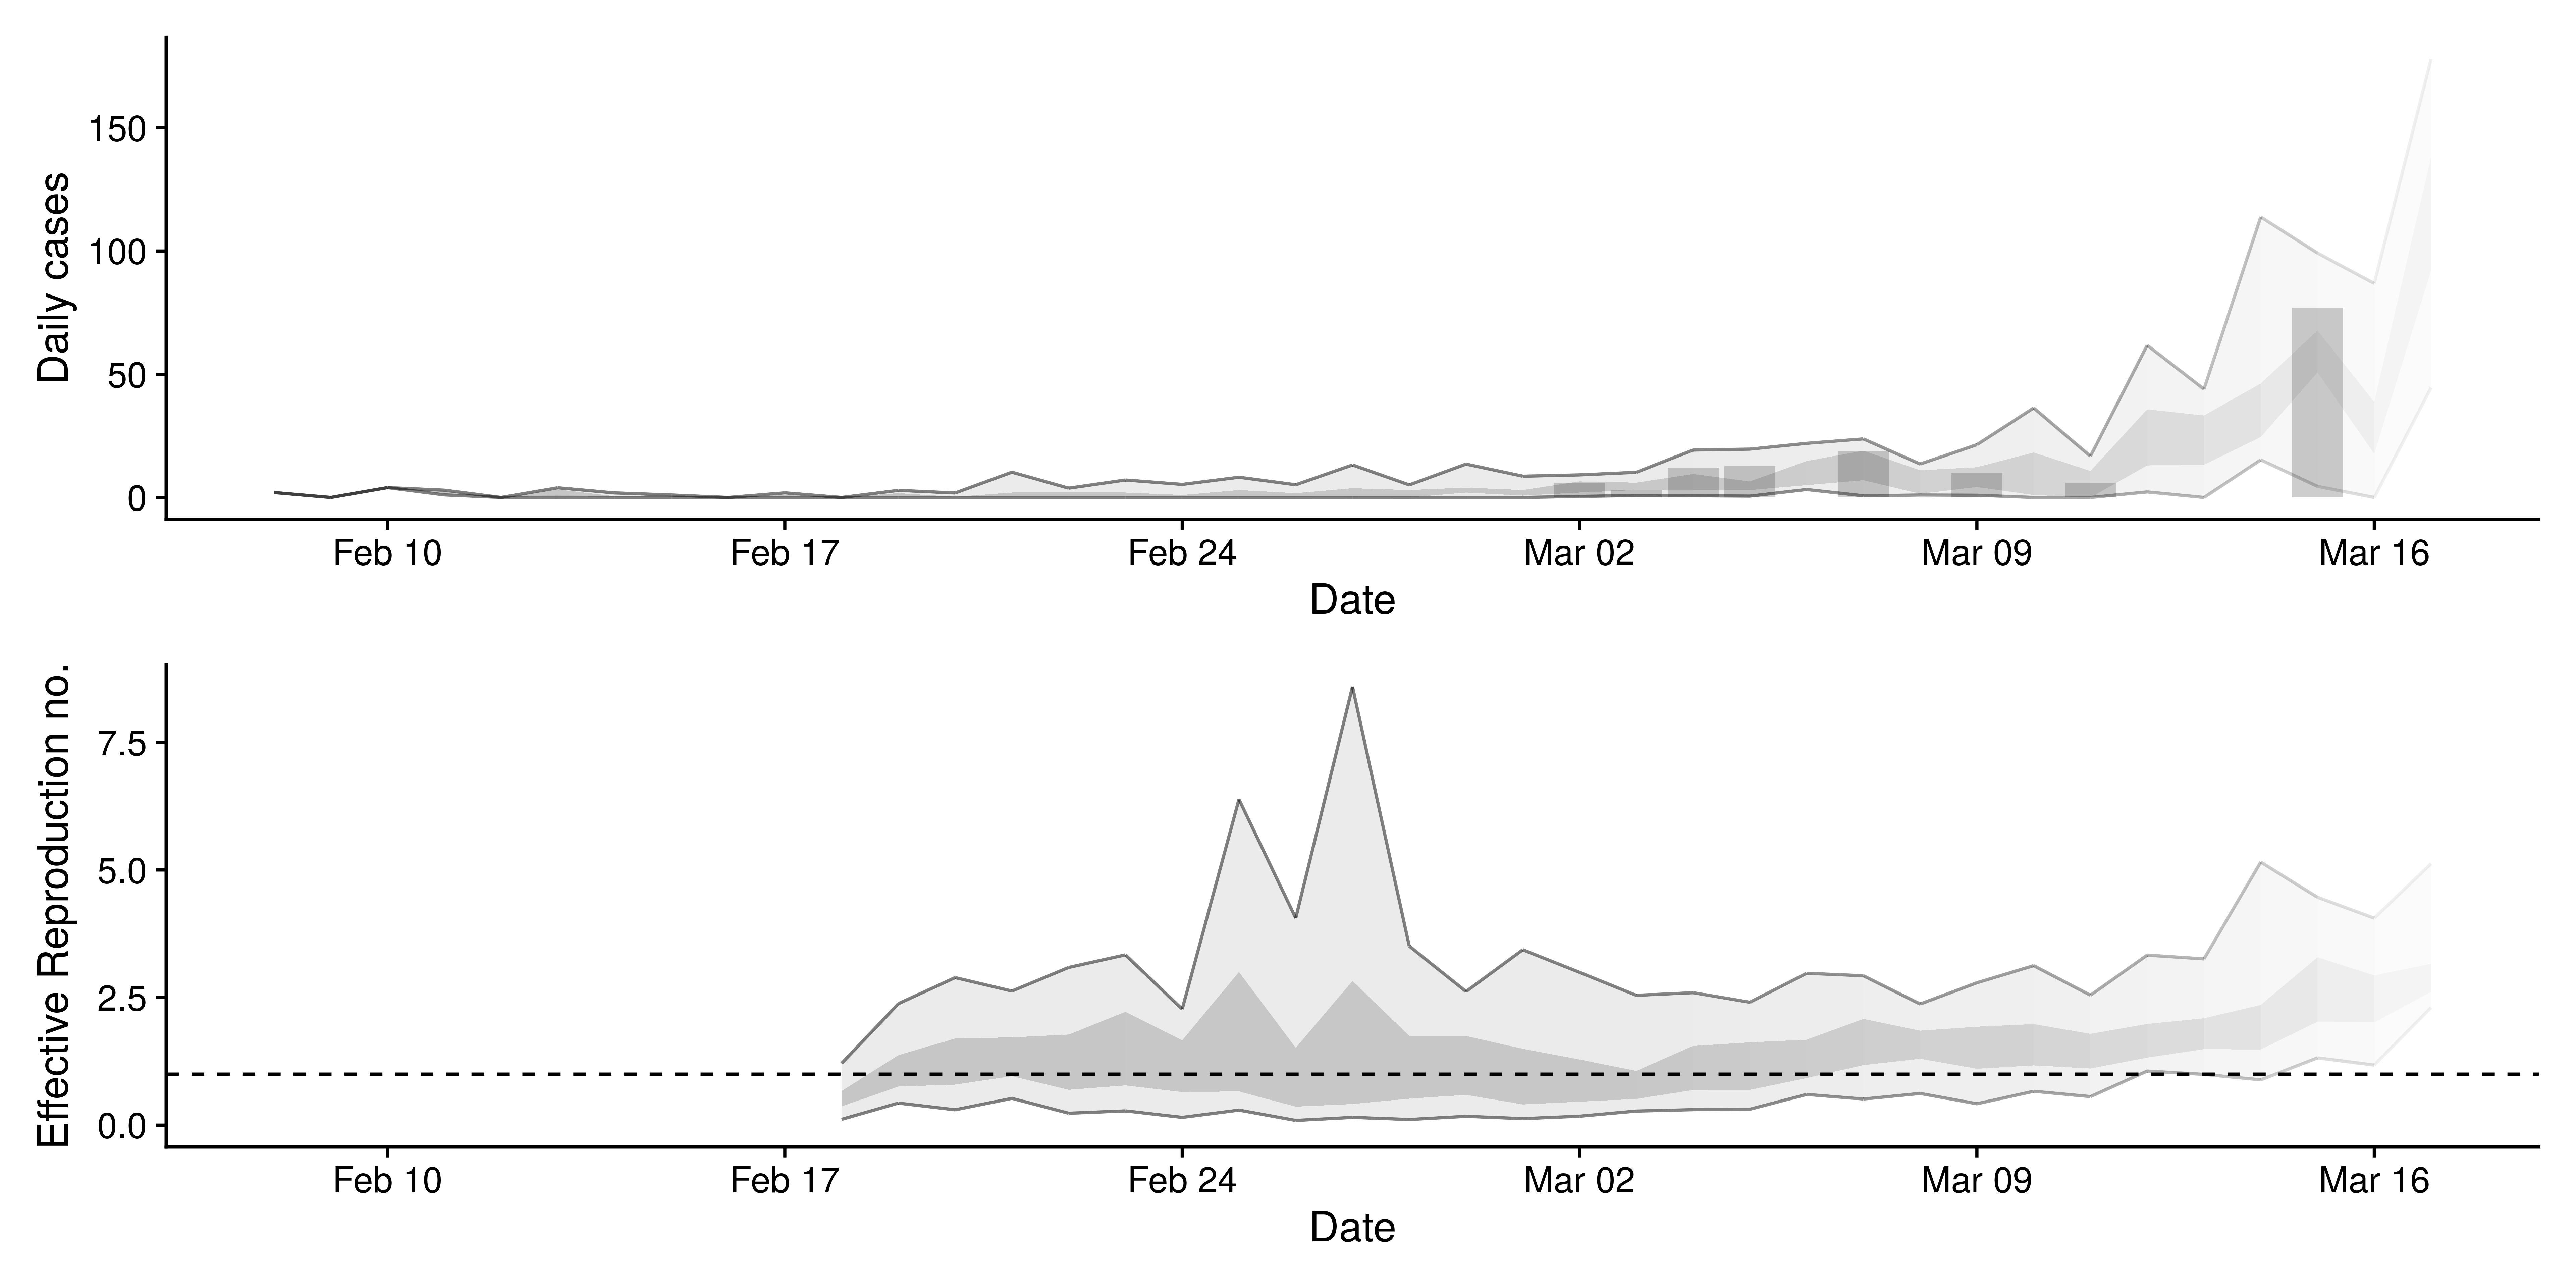 Daily cases
150
100
50
0
Feb 10 Feb 17 Feb 24 Mar 02 Mar 09 Mar 16
Date
Effective Reproduction no.
7.5
5.0
2.5
0.0
Feb 10 Feb 17 Feb 24 Mar 02 Mar 09 Mar 16
Date